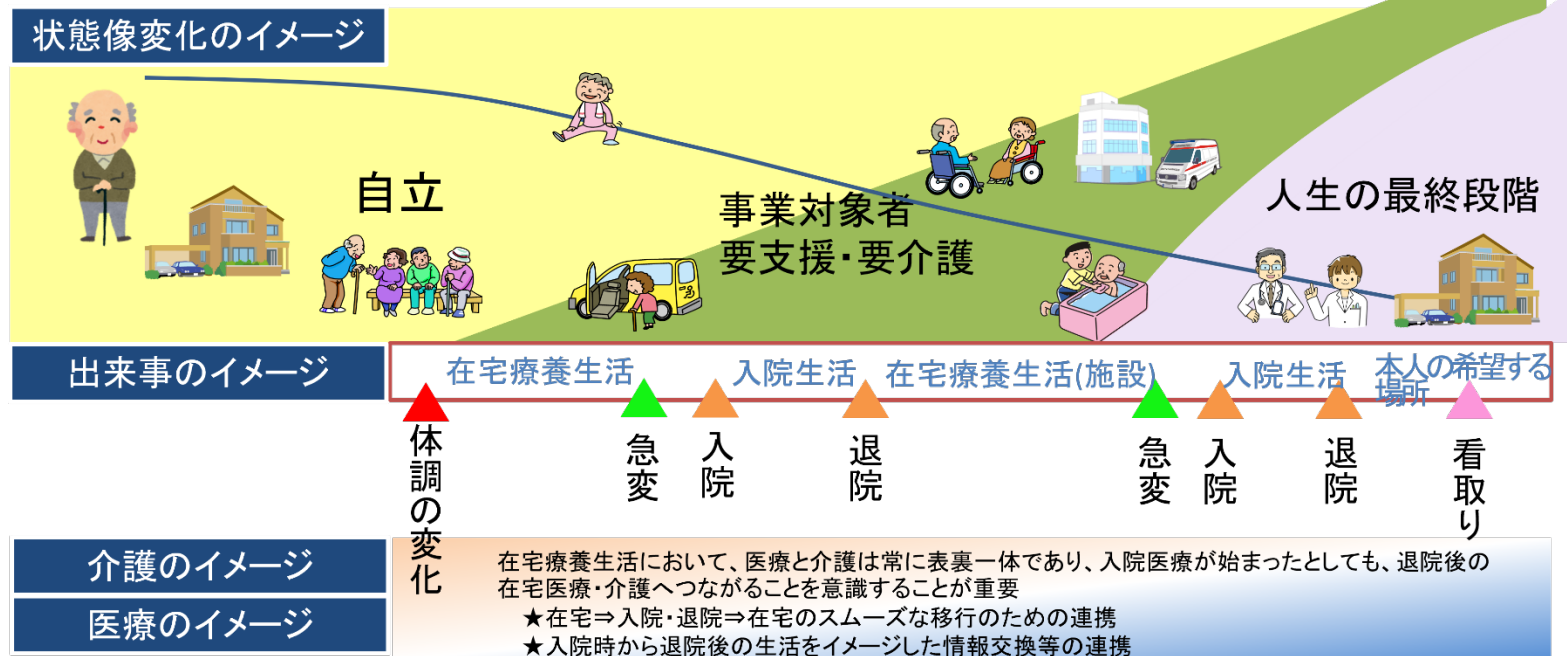 状態像変化のイメージ
自立
事業対象者
要支援・要介護
人生の最終段階
出来事のイメージ
在宅療養生活
入院生活
在宅療養生活(施設)
入院生活
本人の希望する
場所
体調の変化
急変
入院
退院
急変
入院
退院
看取り
介護のイメージ
医療のイメージ
在宅療養生活において、医療と介護は常に表裏一体であり、入院医療が始まったとしても、退院後の
在宅医療・介護へつながることを意識することが重要
★在宅⇒入院・退院⇒在宅のスムーズな移行のための連携
★入院時から退院後の生活をイメージした情報交換等の連携